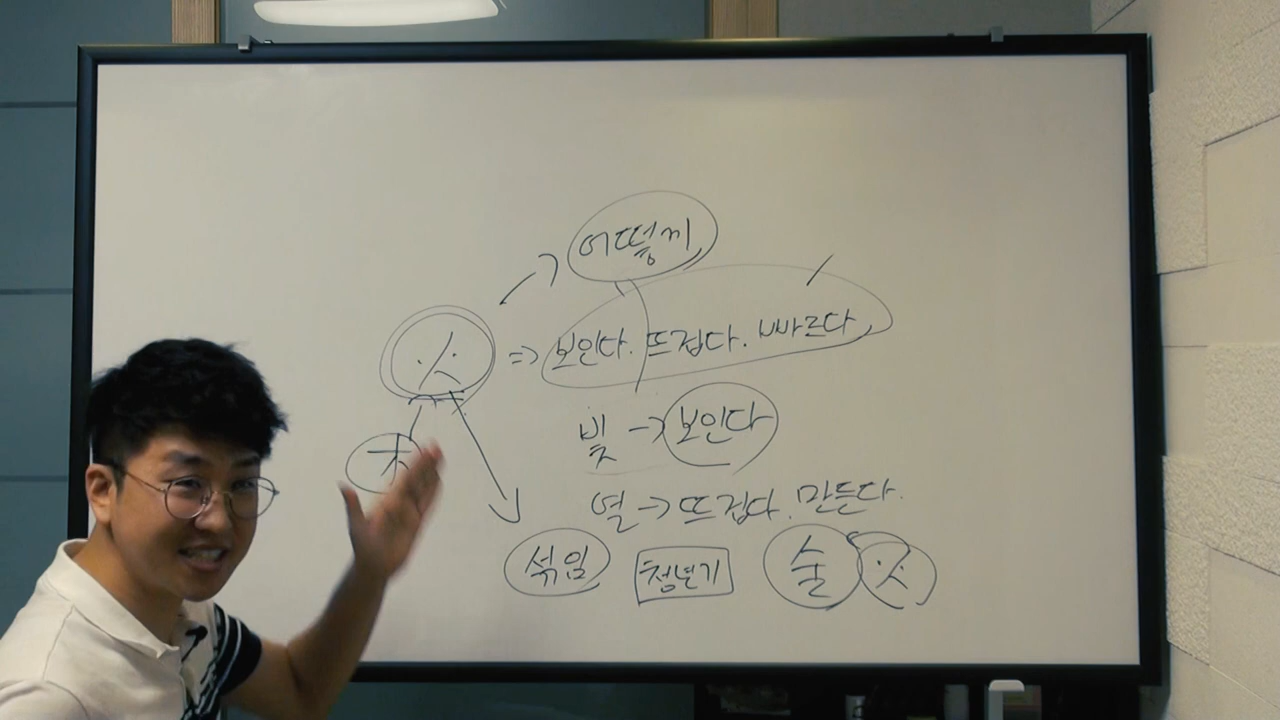 어떻게
火 => 보인다. 뜨겁다. 빠르다
木
빛 → 보인다
열 → 뜨겁다. 만든다.
섞임 청년기 술 火